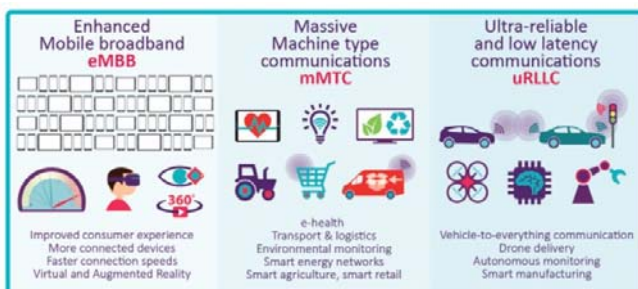 Enhanced
Mobile broadband
eMBB
360°
Improved consumer experience
More connected devices
Faster connection speeds
Virtual and Augmented Reality
Massive
Machine type
communications
mMTC
e-health
Transport & logistics
Environmental monitoring
Smart energy networks
Smart agriculture, smart retail
Ultra-reliable
and low latency
communications
uRLLC
Vehicle-to-everything communication
Drone delivery
Autonomous monitoring
Smart manufacturing